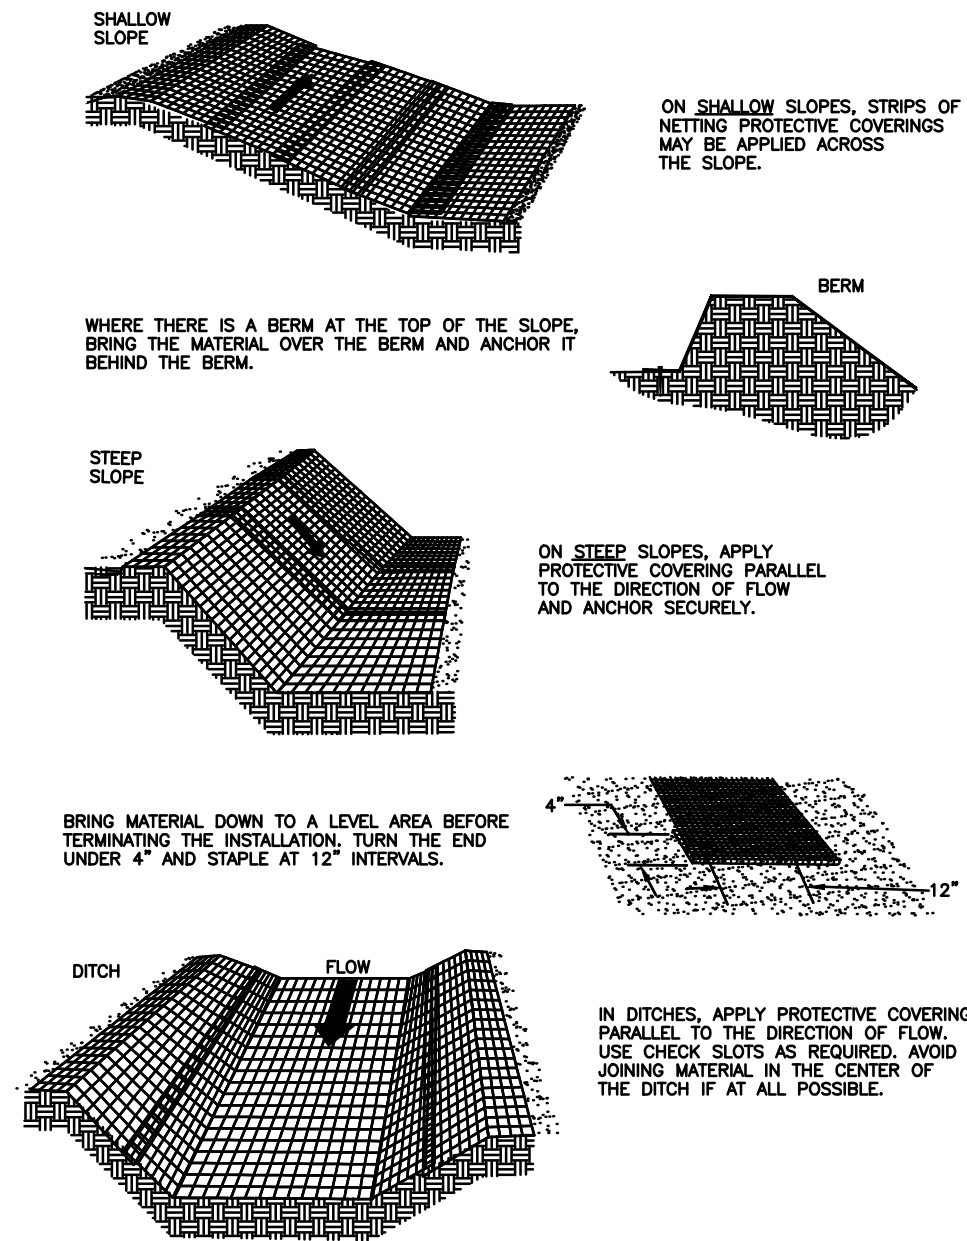 SHALLOW
SLOPE
ON SHALLOW SLOPES, STRIPS OF
NETTING PROTECTIVE COVERINGS
MAY BE APPLIED ACROSS
THE SLOPE.
BERM
WHERE THERE IS A BERM AT THE TOP OF THE SLOPE,
BRING THE MATERIAL OVER THE BERM AND ANCHOR IT
BEHIND THE BERM.
STEEP
SLOPE
ON STEEP SLOPES, APPLY
PROTECTIVE COVERING PARALLEL
TO THE DIRECTION OF FLOW
AND ANCHOR SECURELY.
4"
BRING MATERIAL DOWN TO A LEVEL AREA BEFORE
TERMINATING THE INSTALLATION. TURN THE END
UNDER 4" AND STAPLE AT 12" INTERVALS.
12"
DITCH
FLOW
IN DITCHES, APPLY PROTECTIVE COVERING
PARALLEL TO THE DIRECTION OF FLOW.
USE CHECK SLOTS AS REQUIRED. AVOID
JOINING MATERIAL IN THE CENTER OF
THE DITCH IF AT ALL POSSIBLE.